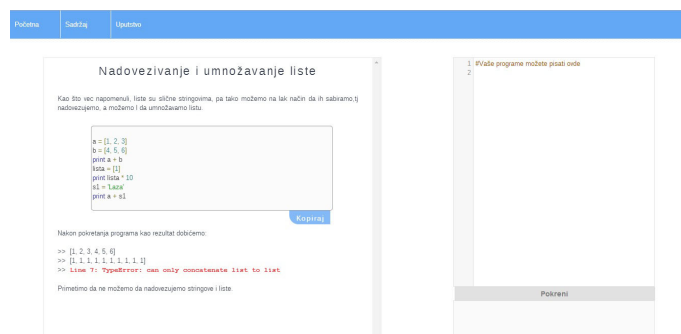 Početna
Sadržaj
Uputstvo
Nadovezivanje i umnožavanje liste
Kao što vec napomenuli, liste su slične stringovima, pa tako možemo na lak način da ih sabiramo,tj
nadovezujemo, a možemo I da umnožavamo listu.
a = [1, 2, 3]
b = [4, 5, 6]
print a + b
lista = [1]
print lista * 10
s1 = 'Laza'
print a + s1
Kopiraj
Nakon pokretanja programa kao rezultat dobićemo:
>> [1, 2, 3, 4, 5, 6]
>> [1, 1, 1, 1, 1, 1, 1, 1, 1, 1]
>> Line 7: TypeError: can only concatenate list to list
Primetimo da ne možemo da nadovezujemo stringove i liste
1 #Vaše programe možete pisati ovde
2
Pokreni